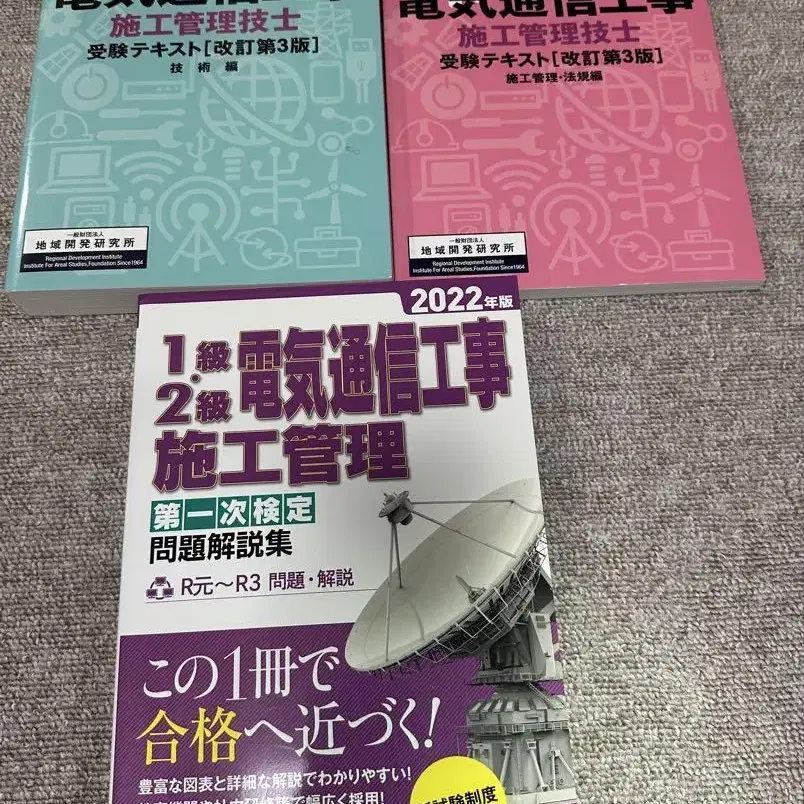 電気通信工事
施工管理技士
受験テキスト[改訂第3版]
技術編
一般財団法人
地域開発研究所
Regional Development Institute
Institute For Areal Studies,Foundation Since1964
電気通信工事
施工管理技士
受験テキスト[改訂第3版]
施工管理・法規編
一般財団法人
地域開発研究所
Regional Development Institute
Institute For Areal Studies,Foundation Since1964
2022年版
1級・2級
電気通信工事
施工管理
第一次検定
問題解説集
R元~R3 問題・解説
この1冊で
合格へ近づく!
豊富な図表と詳細な解説でわかりやすい!
試験制度